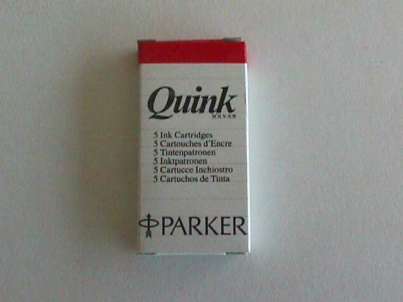 Quink
SOLV-X
5 Ink Cartridges
5 Cartouches d'Encre
5 Tintenpatronen
5 Inktpatronen
5 Cartucce Inchiostro
5 Cartuchos de Tinta
PARKER